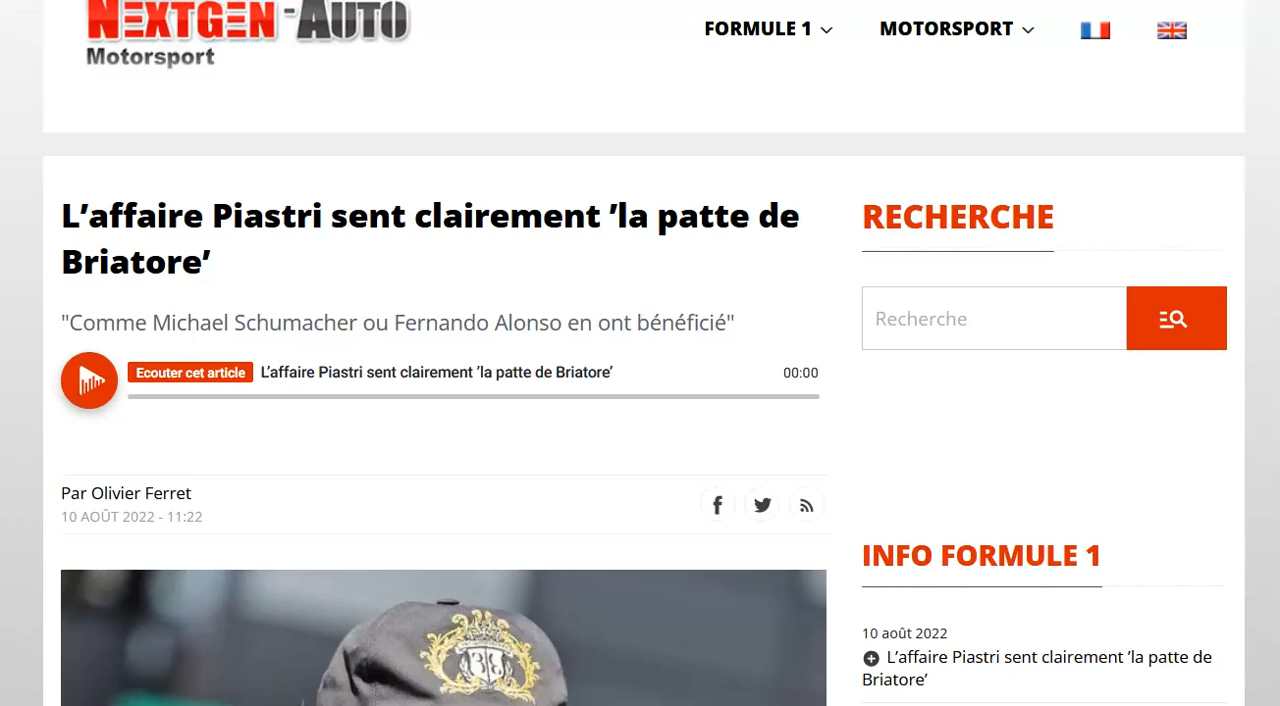 NEXTGEN-AUTO
Motorsport
FORMULE 1
MOTORSPORT
L’affaire Piastri sent clairement ’la patte de
Briatore’
"Comme Michael Schumacher ou Fernando Alonso en ont bénéficié"
Ecouter cet article L’affaire Piastri sent clairement ’la patte de Briatore’ 00:00
Par Olivier Ferret
10 AOÛT 2022 - 11:22
RECHERCHE
Recherche
INFO FORMULE 1
10 août 2022
L’affaire Piastri sent clairement ’la patte de
Briatore’